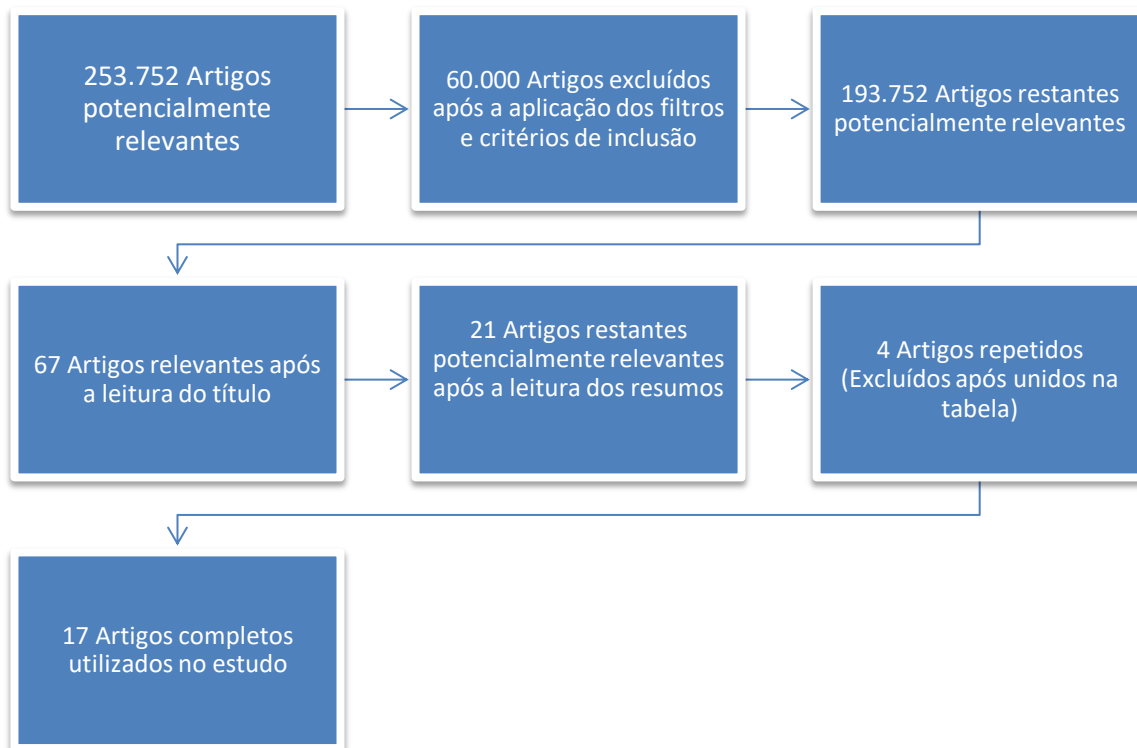 253.752 Artigos
potencialmente
relevantes
60.000 Artigos excluídos
após a aplicação dos filtros
e critérios de inclusão
193.752 Artigos restantes
potencialmente relevantes
67 Artigos relevantes após
a leitura do título
21 Artigos restantes
potencialmente relevantes
após a leitura dos resumos
4 Artigos repetidos
(Excluídos após unidos na
tabela)
17 Artigos completos
utilizados no estudo